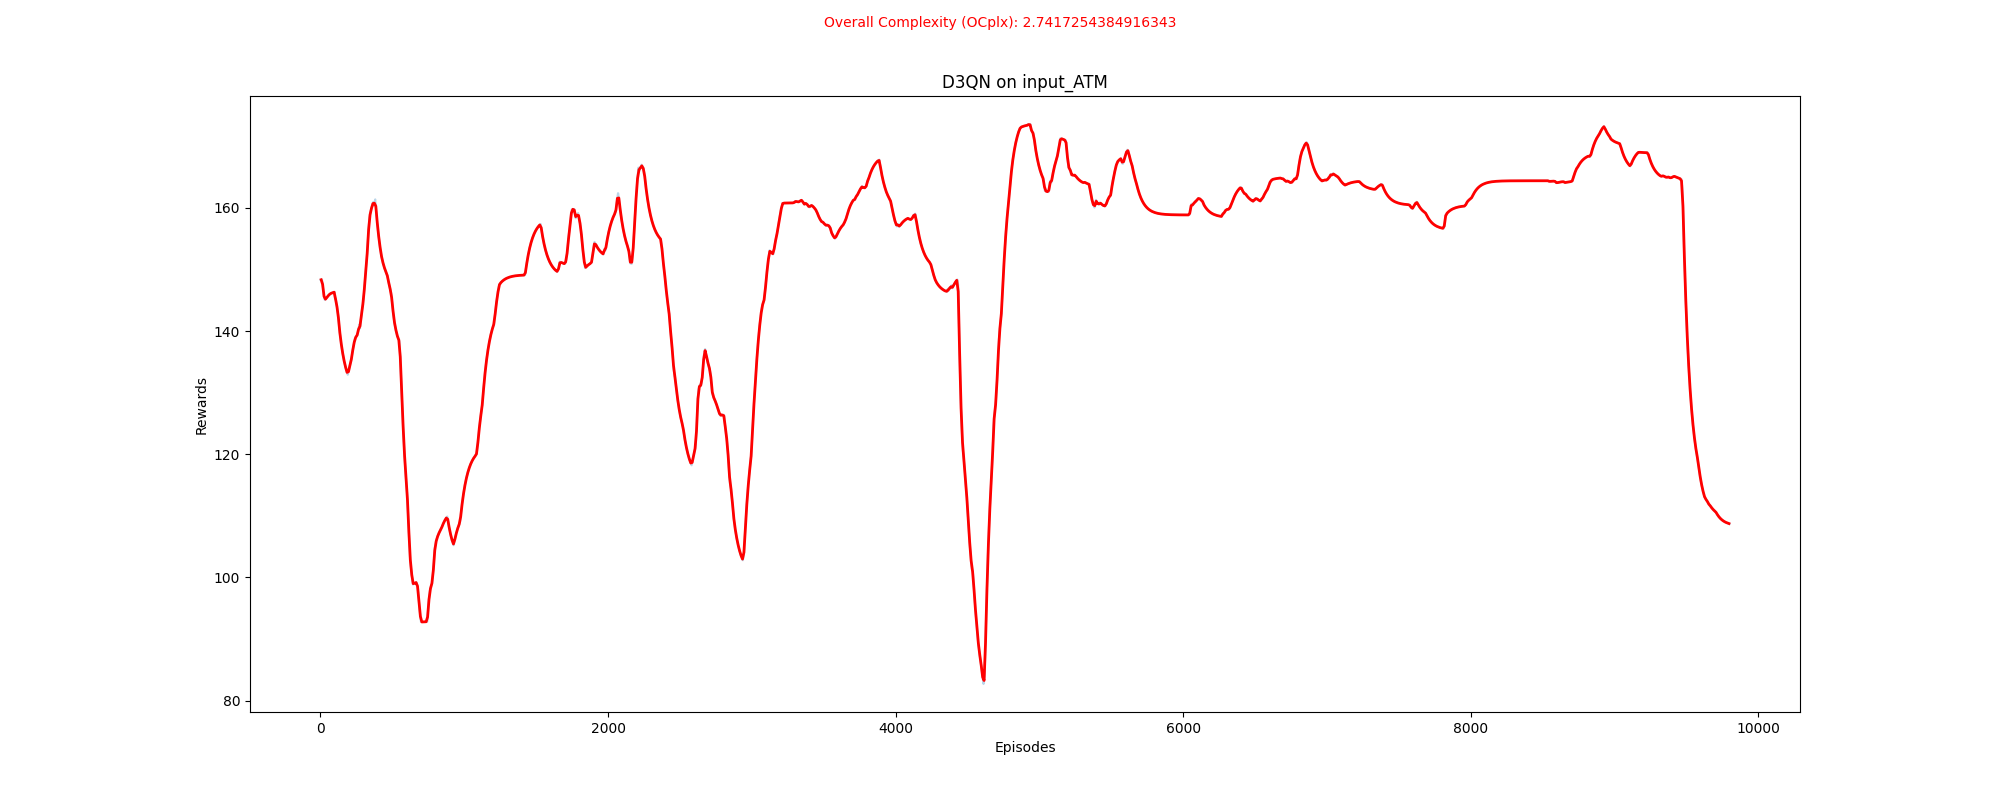 Overall Complexity (OCplx): 2.7417254384916343
D3QN on input_ATM
160
140
120
100
80
Rewards
0 2000 4000 6000 8000 10000
Episodes